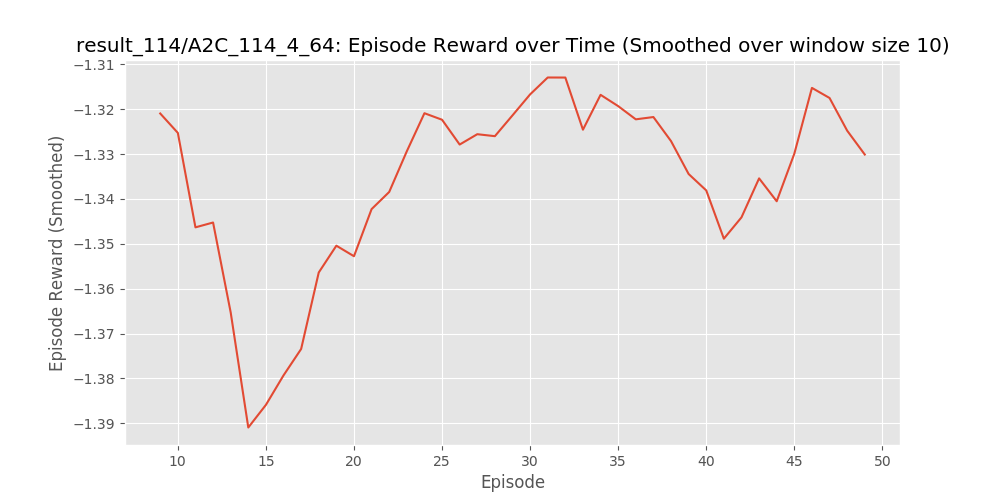 result_114/A2C_114_4_64: Episode Reward over Time (Smoothed over window size 10)
−1.31
−1.32
−1.33
−1.34
−1.35
−1.36
−1.37
−1.38
−1.39
Episode Reward (Smoothed)
10 15 20 25 30 35 40 45 50
Episode